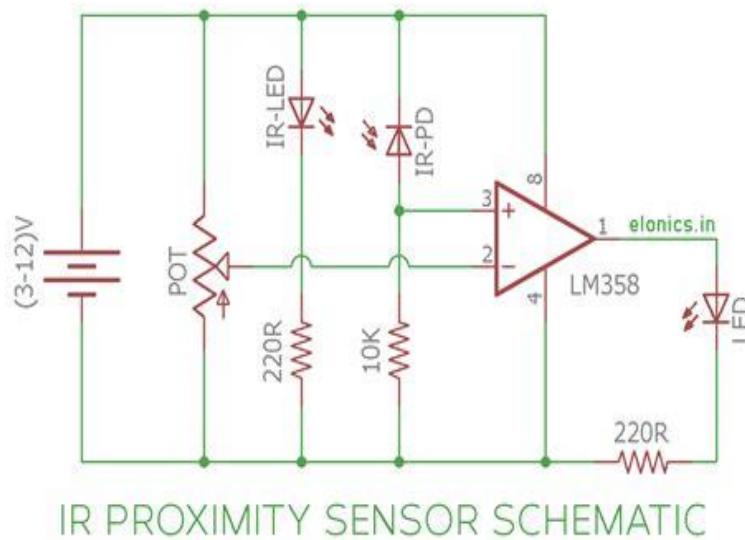 (3-12)V
POT
IR-LED
220R
IR-PD
10K
3
+
2
−
8
4
1
elonics.in
LM358
LED
220R
IR PROXIMITY SENSOR SCHEMATIC